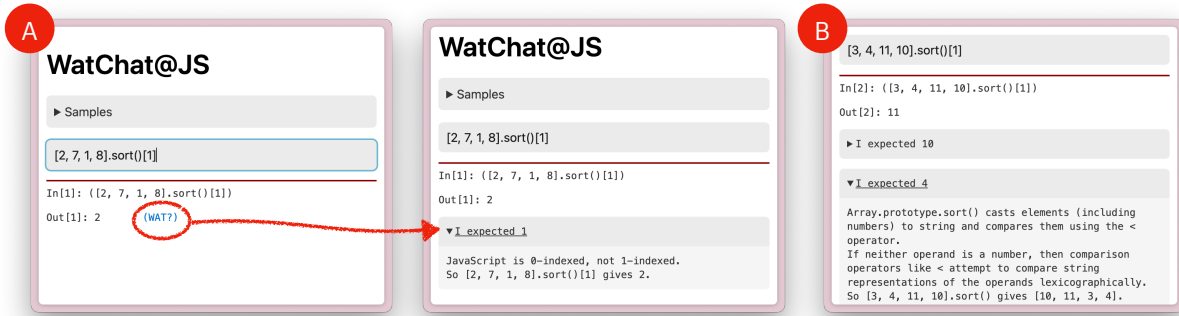 A
WatChat@JS
▶ Samples
[2, 7, 1, 8].sort()[1]
In[1]: ([2, 7, 1, 8].sort()[1])
Out[1]: 2 (WAT?)
WatChat@JS
▶ Samples
[2, 7, 1, 8].sort()[1]
In[1]: ([2, 7, 1, 8].sort()[1])
Out[1]: 2
▼I expected 1
JavaScript is 0-indexed, not 1-indexed.
So [2, 7, 1, 8].sort()[1] gives 2.
B
[3, 4, 11, 10].sort()[1]
In[2]: ([3, 4, 11, 10].sort()[1])
Out[2]: 11
▶I expected 10
▼I expected 4
Array.prototype.sort() casts elements (including
numbers) to string and compares them using the <
operator.
If neither operand is a number, then comparison
operators like < attempt to compare string
representations of the operands lexicographically.
So [3, 4, 11, 10].sort() gives [10, 11, 3, 4].